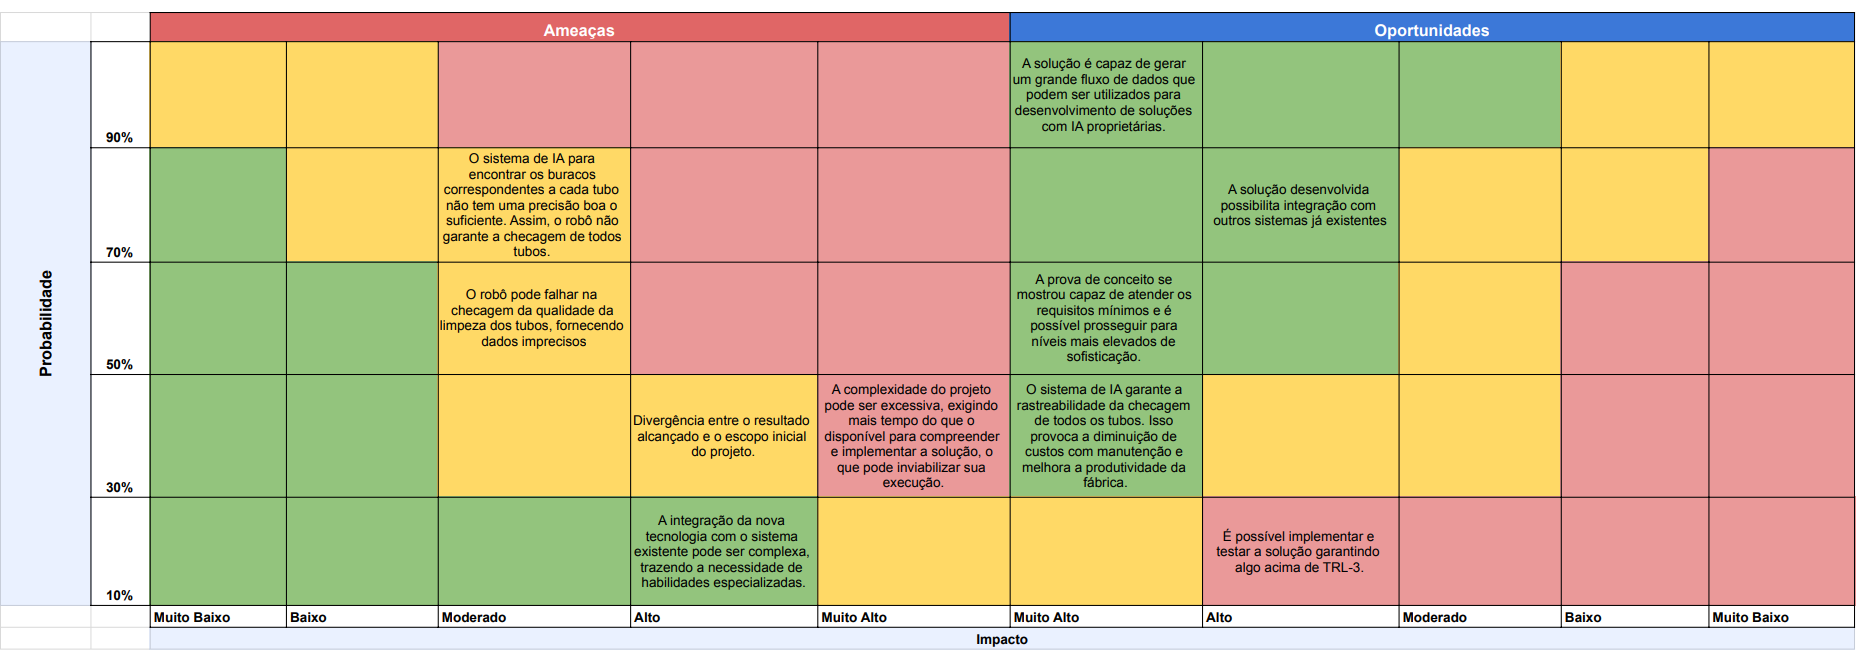 Ameaças
Oportunidades
Probabilidade
90%
A solução é capaz de gerar
um grande fluxo de dados que
podem ser utilizados para
desenvolvimento de soluções
com IA proprietárias.
70%
O sistema de IA para
encontrar os buracos
correspondentes a cada tubo
não tem uma precisão boa o
suficiente. Assim, o robô não
garante a checagem de todos
tubos.
A solução desenvolvida
possibilita integração com
outros sistemas já existentes
50%
O robô pode falhar na
checagem da qualidade da
limpeza dos tubos, fornecendo
dados imprecisos
A prova de conceito se
mostrou capaz de atender os
requisitos mínimos e é
possível prosseguir para
níveis mais elevados de
sofisticação.
30%
Divergência entre o resultado
alcançado e o escopo inicial
do projeto.
A complexidade do projeto
pode ser excessiva, exigindo
mais tempo do que o
disponível para compreender
e implementar a solução, o
que pode inviabilizar sua
execução.
O sistema de IA garante a
rastreabilidade da checagem
de todos os tubos. Isso
provoca a diminuição de
custos com manutenção e
melhora a produtividade da
fábrica.
10%
A integração da nova
tecnologia com o sistema
existente pode ser complexa,
trazendo a necessidade de
habilidades especializadas.
É possível implementar e
testar a solução garantindo
algo acima de TRL-3.
Muito Baixo
Baixo
Moderado
Alto
Muito Alto
Muito Alto
Alto
Moderado
Baixo
Muito Baixo
Impacto